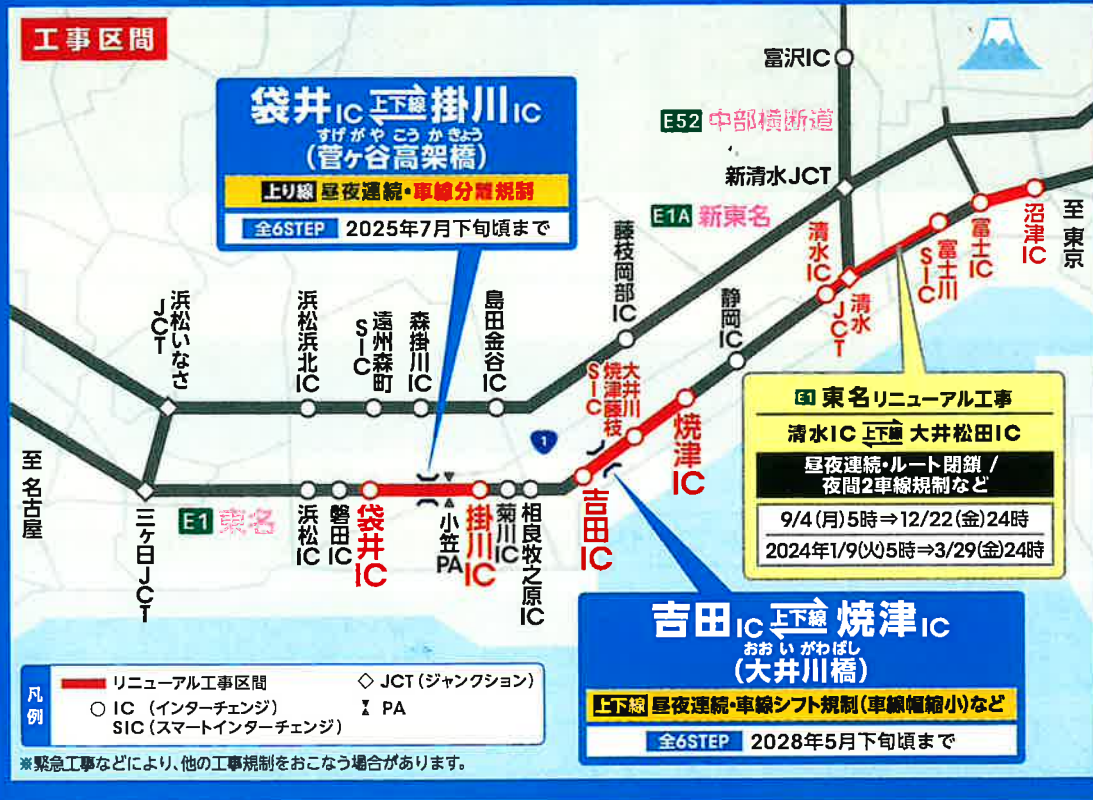 工事区間
袋井IC 上下線 掛川IC
すげがやこうかきょう
(菅ヶ谷高架橋)
上り線 昼夜連続・車線分離規制
全6STEP 2025年7月下旬頃まで
富沢IC
E52 中部横断道
新清水JCT
E1A 新東名
藤枝岡部IC
静岡IC
清水IC
清水JCT
富士川SIC
富士IC
沼津IC
至 東京
浜松いなさJCT
浜松浜北IC
遠州森町SIC
森掛川IC
島田金谷IC
大井川焼津藤枝SIC
焼津IC
1
E1 東名リニューアル工事
清水IC 上下線 大井松田IC
昼夜連続・ルート閉鎖 /
夜間2車線規制など
9/4(月)5時⇒12/22(金)24時
2024年1/9(火)5時⇒3/29(金)24時
至 名古屋
三ヶ日JCT
E1 東名
浜松IC
磐田IC
袋井IC
小笠PA
掛川IC
菊川IC
相良牧之原IC
吉田IC
吉田IC 上下線 焼津IC
おおいがわばし
(大井川橋)
上下線 昼夜連続・車線シフト規制(車線幅縮小)など
全6STEP 2028年5月下旬頃まで
凡例
リニューアル工事区間
◇ JCT(ジャンクション)
○ IC (インターチェンジ)
SIC(スマートインターチェンジ)
PA
※緊急工事などにより、他の工事規制をおこなう場合があります。